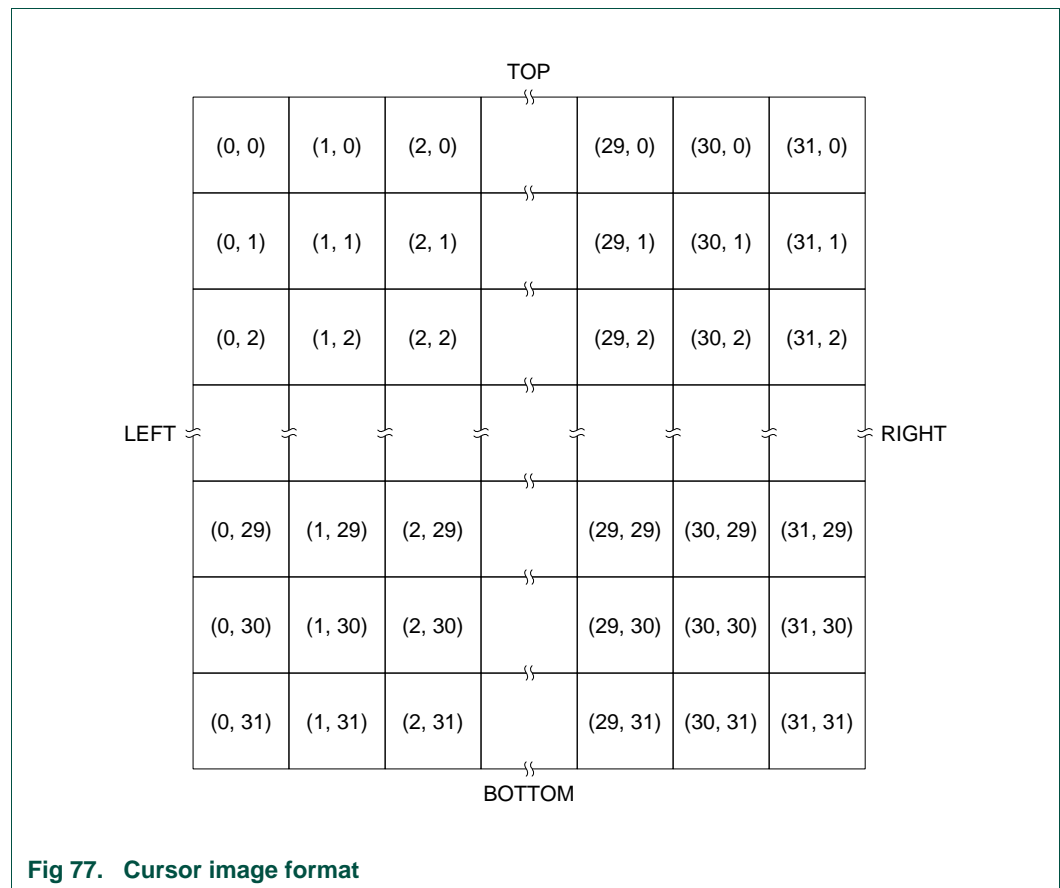 TOP
(0, 0) (1, 0) (2, 0) (29, 0) (30, 0) (31, 0)
(0, 1) (1, 1) (2, 1) (29, 1) (30, 1) (31, 1)
(0, 2) (1, 2) (2, 2) (29, 2) (30, 2) (31, 2)
LEFT RIGHT
(0, 29) (1, 29) (2, 29) (29, 29) (30, 29) (31, 29)
(0, 30) (1, 30) (2, 30) (29, 30) (30, 30) (31, 30)
(0, 31) (1, 31) (2, 31) (29, 31) (30, 31) (31, 31)
BOTTOM
Fig 77. Cursor image format